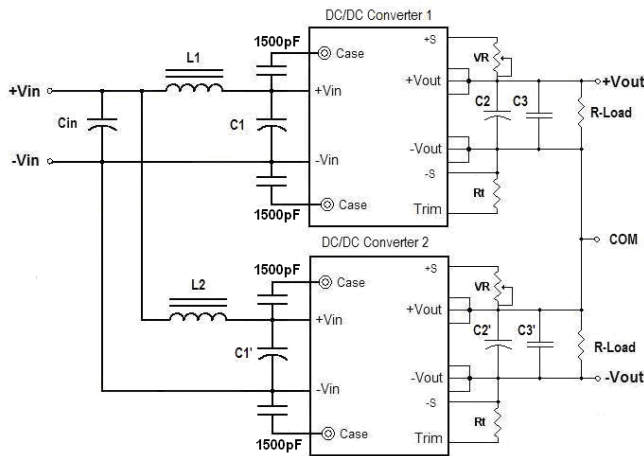 DC/DC Converter 1
1500pF
Case
+S
VR
L1
+Vin
+Vin
+Vout
+Vout
Cin
C1
C2
C3
R-Load
-Vin
-Vin
-Vout
-S
1500pF
Case
Rt
Trim
DC/DC Converter 2
COM
1500pF
Case
+S
VR
L2
+Vin
+Vout
C1'
C2'
C3'
R-Load
-Vin
-Vout
-Vout
-S
1500pF
Case
Rt
Trim